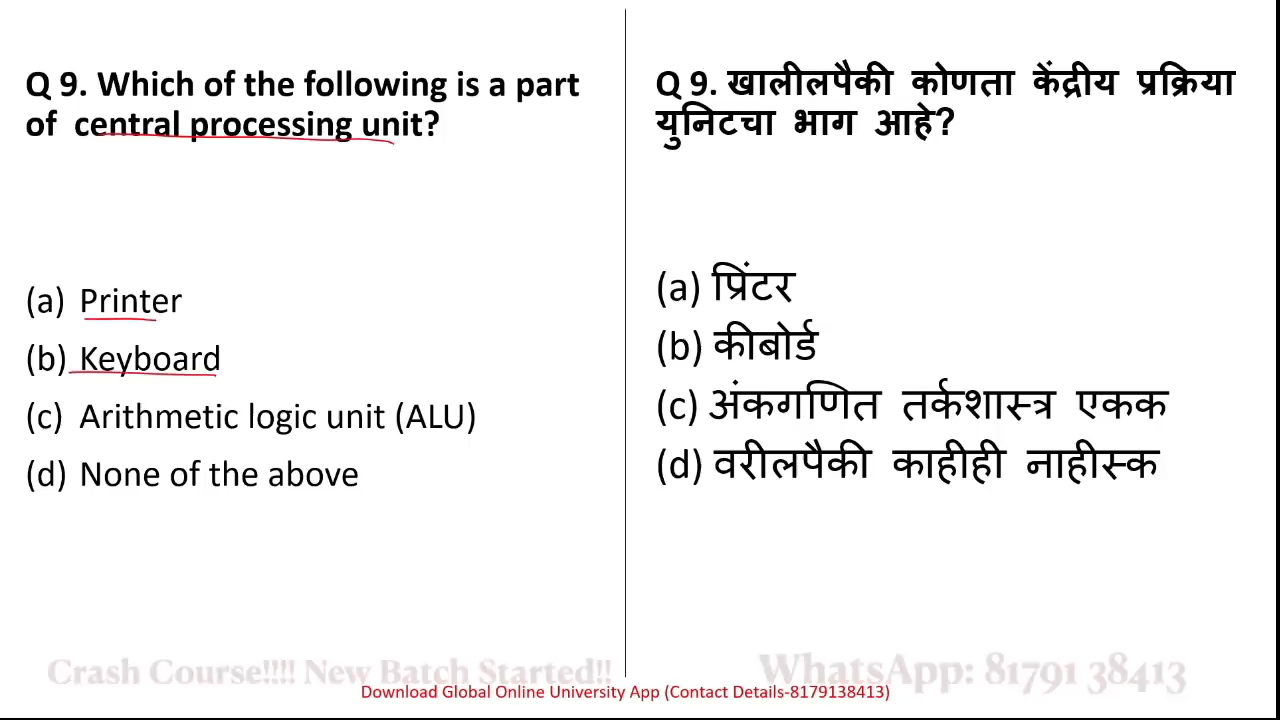 Q 9. Which of the following is a part
of central processing unit?
(a) Printer
(b) Keyboard
(c) Arithmetic logic unit (ALU)
(d) None of the above
Q 9. खालीलपैकी कोणता केंद्रीय प्रक्रिया
युनिटचा भाग आहे?
(a) प्रिंटर
(b) कीबोर्ड
(c) अंकगणित तर्कशास्त्र एकक
(d) वरीलपैकी काहीही नाहीस्क
Crash Course!!!! New Batch Started!!
WhatsApp: 81791 38413
Download Global Online University App (Contact Details-8179138413)